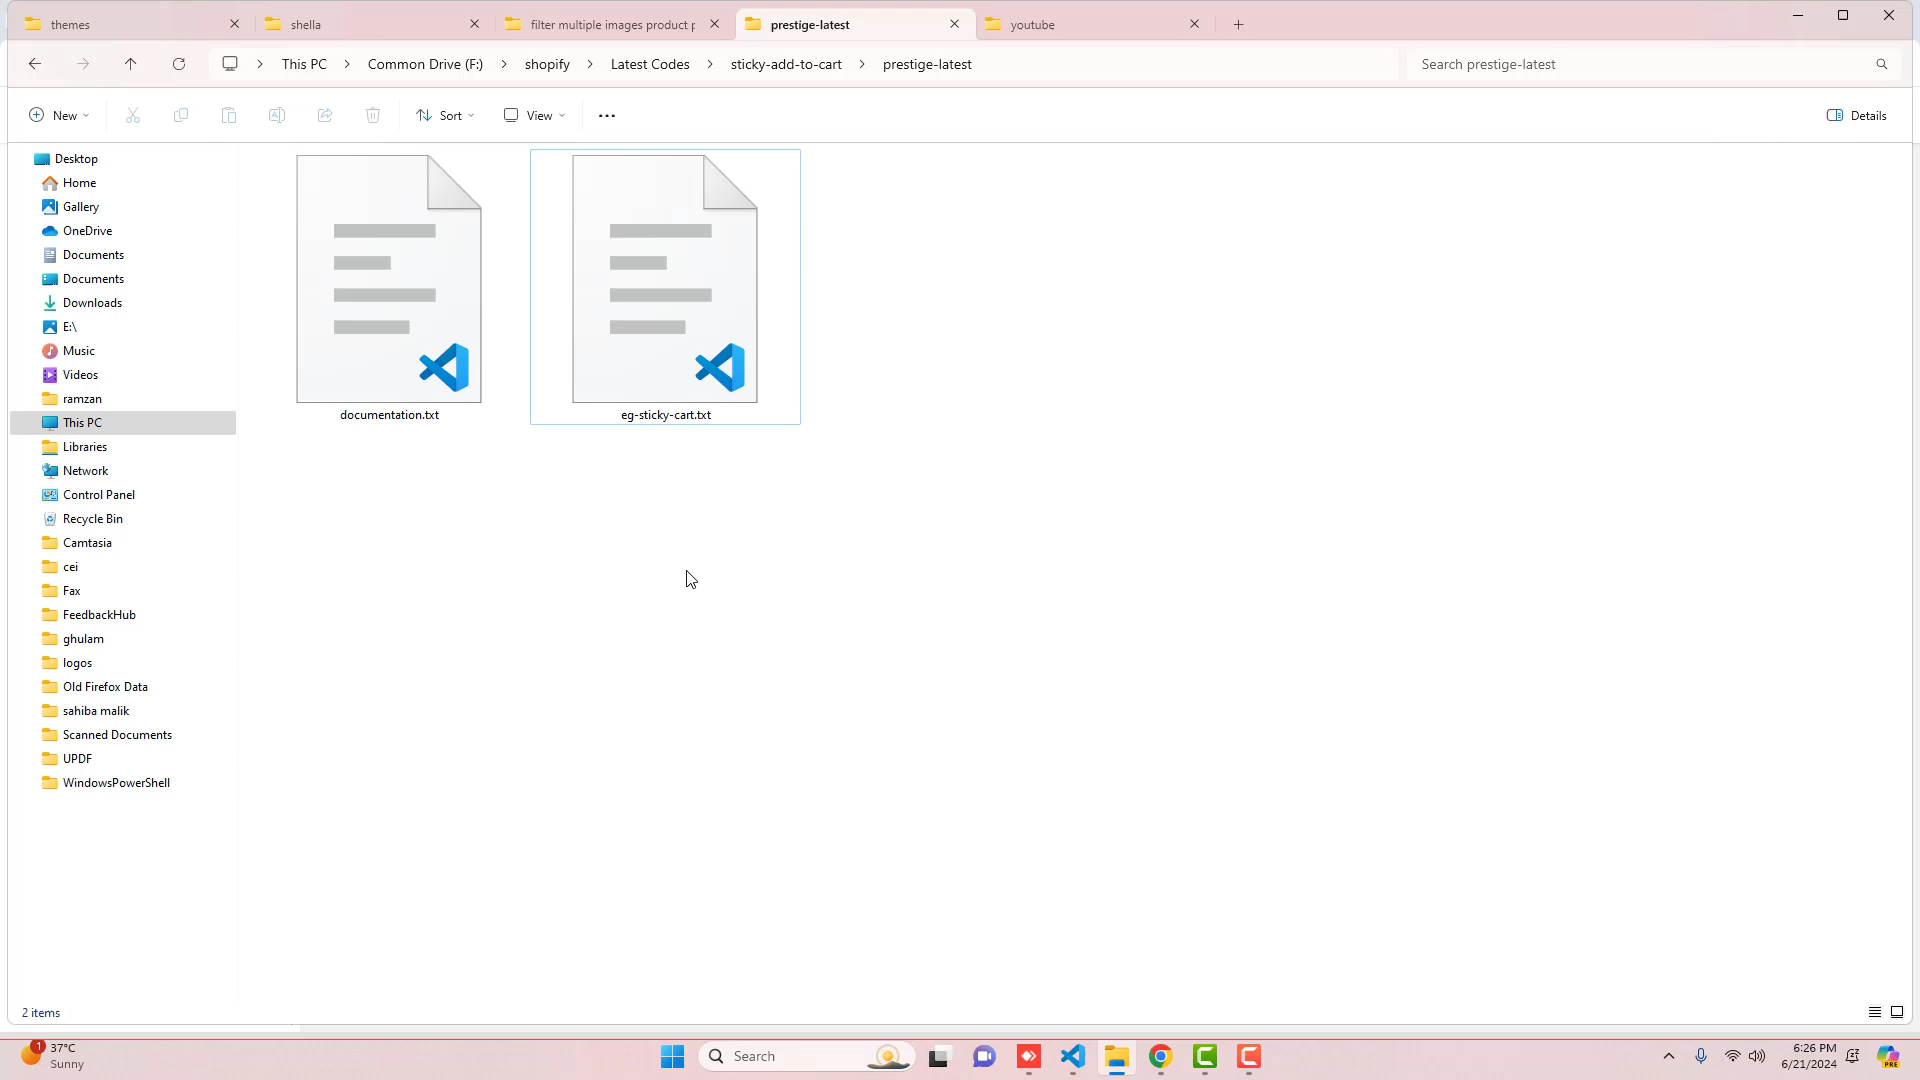 themes
shella
filter multiple images product p
prestige-latest
youtube
This PC
Common Drive (F:)
shopify
Latest Codes
sticky-add-to-cart
prestige-latest
Search prestige-latest
New
Sort
View
Details
Desktop
Home
Gallery
OneDrive
Documents
Documents
Downloads
E:\
Music
Videos
ramzan
This PC
Libraries
Network
Control Panel
Recycle Bin
Camtasia
cei
Fax
FeedbackHub
ghulam
logos
Old Firefox Data
sahiba malik
Scanned Documents
UPDF
WindowsPowerShell
documentation.txt
eg-sticky-cart.txt
2 items
1
37°C
Sunny
Search
6:26 PM
6/21/2024
PRE